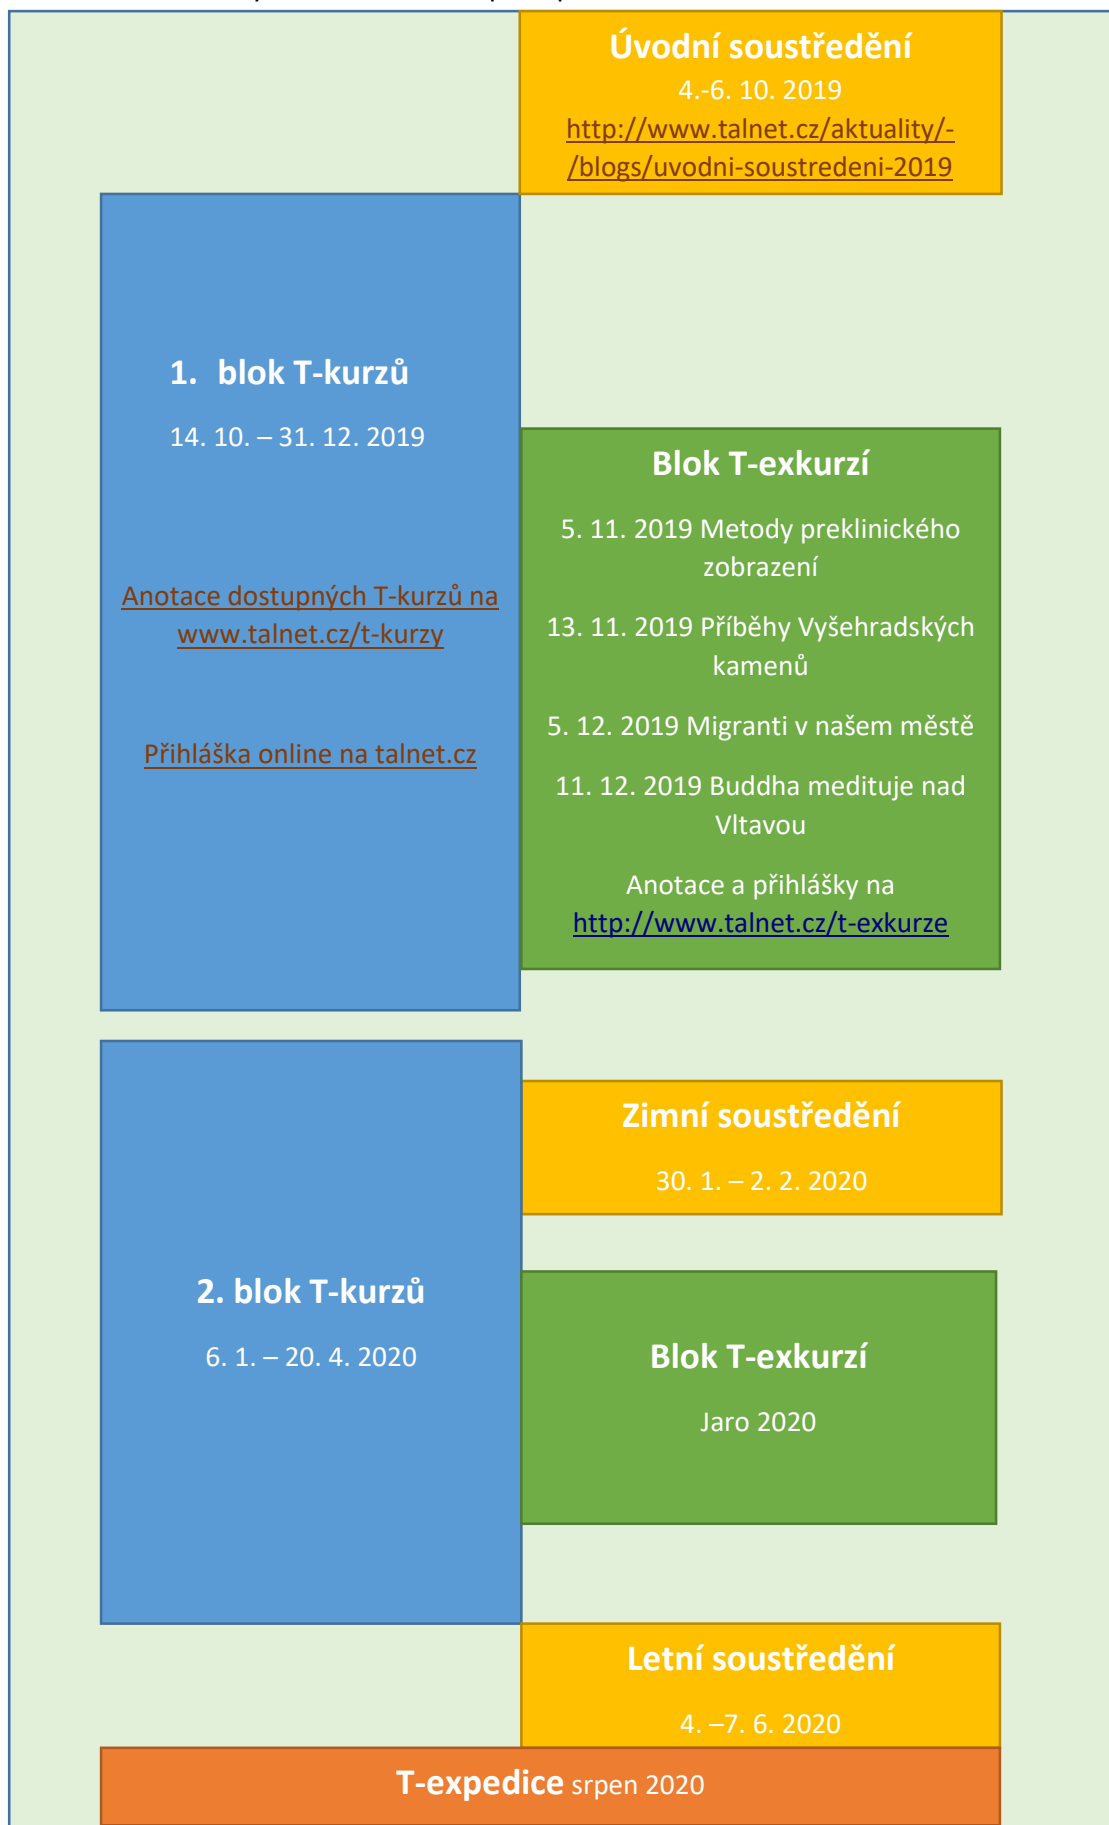 Úvodní soustředění
4.-6. 10. 2019
http://www.talnet.cz/aktuality/-
/blogs/uvodni-soustredeni-2019
1. blok T-kurzů
14. 10. – 31. 12. 2019
Anotace dostupných T-kurzů na
www.talnet.cz/t-kurzy
Přihláška online na talnet.cz
Blok T-exkurzí
5. 11. 2019 Metody preklinického
zobrazení
13. 11. 2019 Příběhy Vyšehradských
kamenů
5. 12. 2019 Migranti v našem městě
11. 12. 2019 Buddha medituje nad
Vltavou
Anotace a přihlášky na
http://www.talnet.cz/t-exkurze
Zimní soustředění
30. 1. – 2. 2. 2020
2. blok T-kurzů
6. 1. – 20. 4. 2020
Blok T-exkurzí
Jaro 2020
Letní soustředění
4. –7. 6. 2020
T-expedice srpen 2020